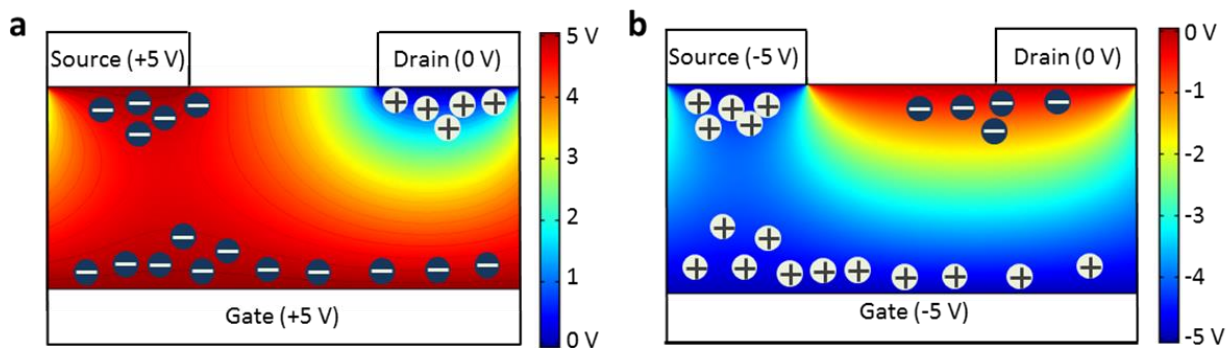 a
Source (+5 V)
Drain (0 V)
Gate (+5 V)
5 V
4
3
2
1
0 V
b
Source (-5 V)
Drain (0 V)
Gate (-5 V)
0 V
-1
-2
-3
-4
-5 V